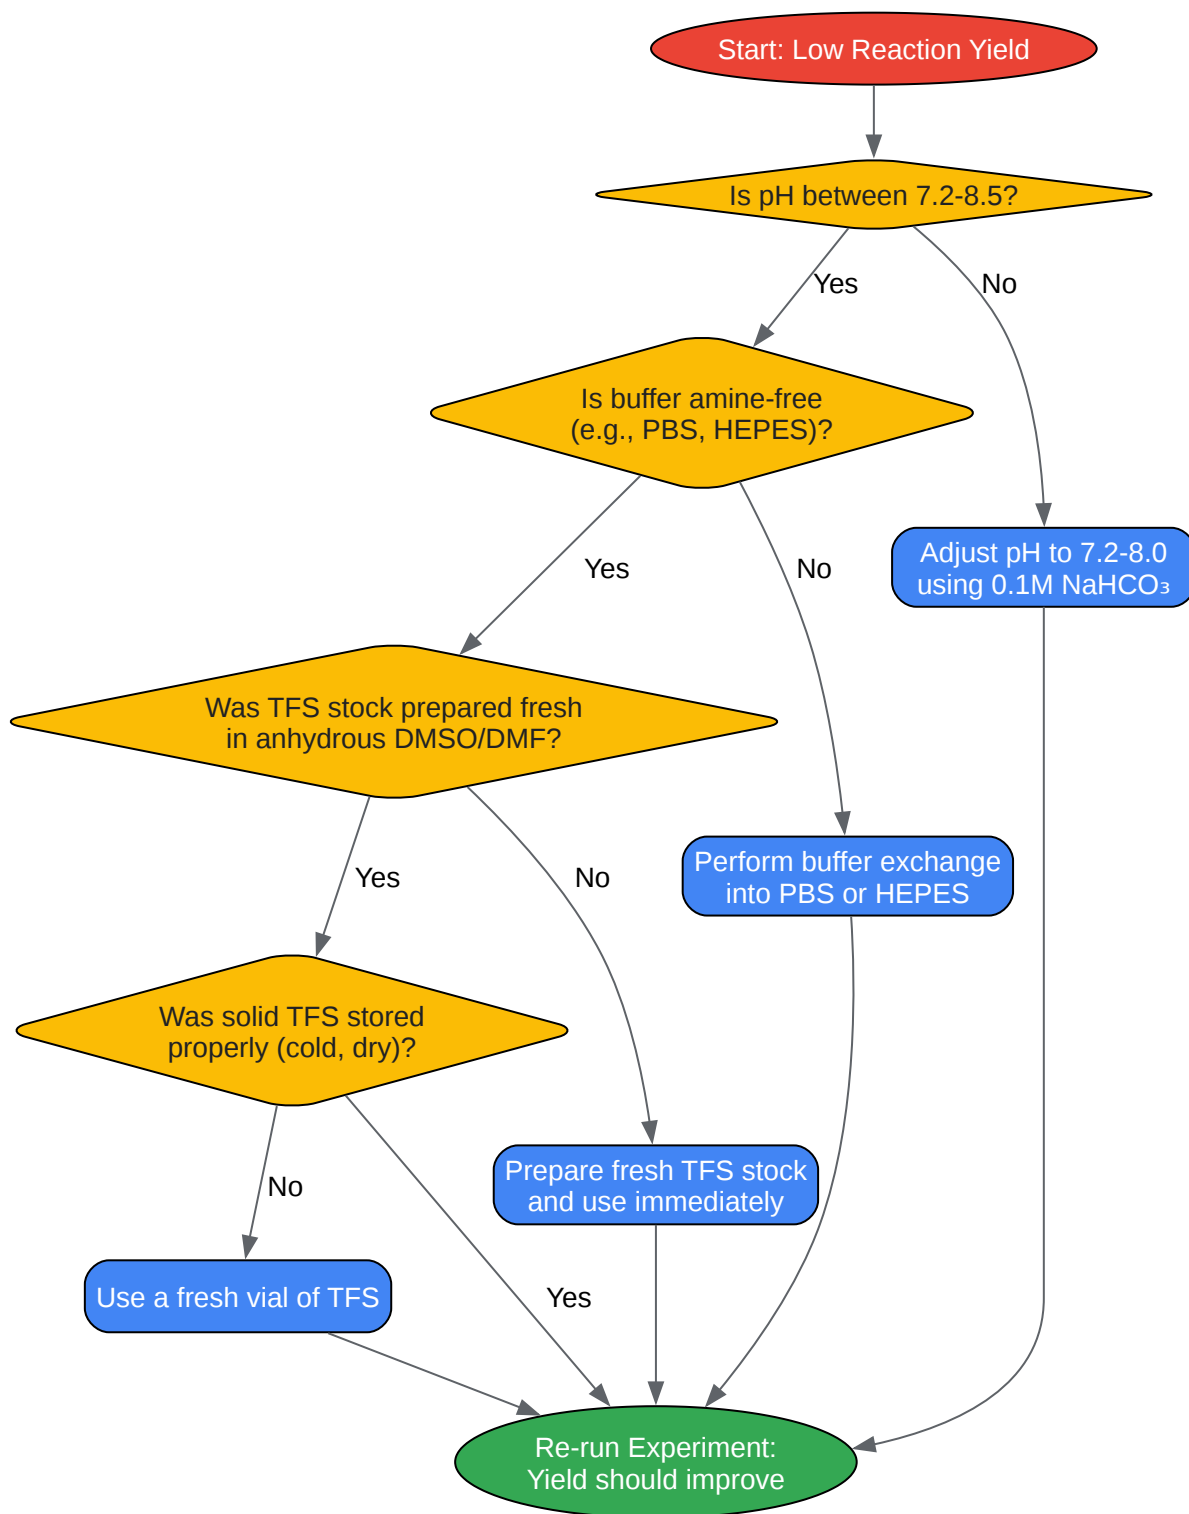 Start: Low Reaction Yield
Is pH between 7.2-8.5?
Yes
No
Is buffer amine-free
(e.g., PBS, HEPES)?
Adjust pH to 7.2-8.0
using 0.1M NaHCO₃
Yes
No
Was TFS stock prepared fresh
in anhydrous DMSO/DMF?
Perform buffer exchange
into PBS or HEPES
Yes
No
Was solid TFS stored
properly (cold, dry)?
Prepare fresh TFS stock
and use immediately
No
Yes
Use a fresh vial of TFS
Re-run Experiment:
Yield should improve